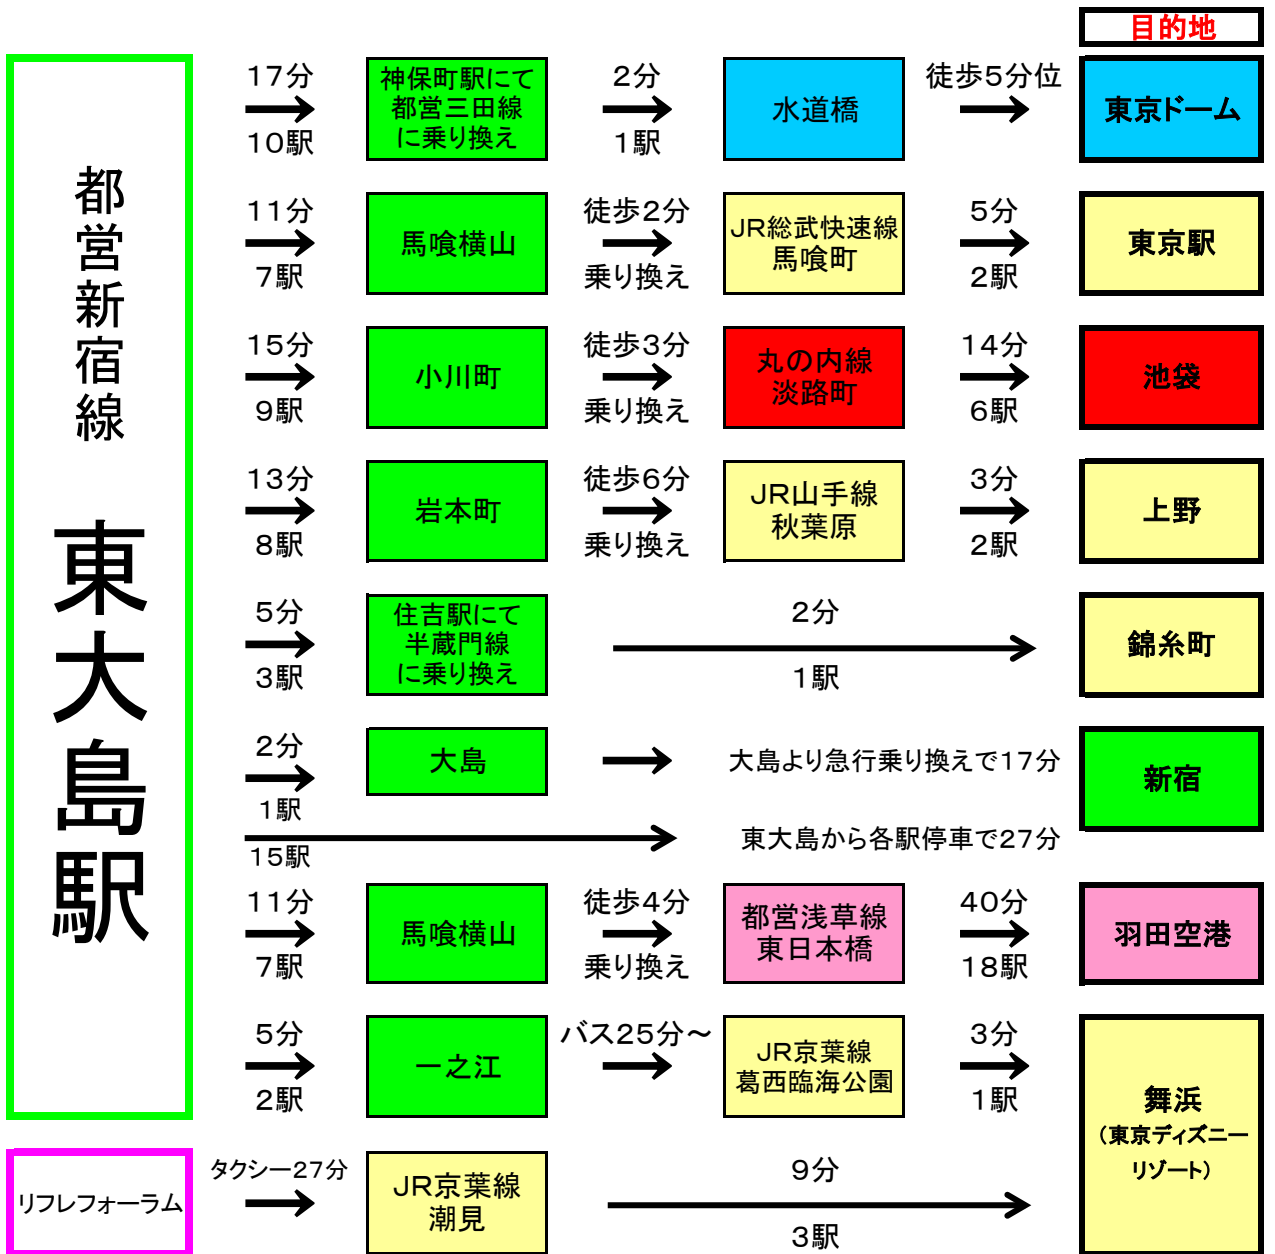 目的地
都営新宿線 東大島駅
17分
10駅
神保町駅にて
都営三田線
に乗り換え
2分
1駅
水道橋
徒歩5分位
東京ドーム
11分
7駅
馬喰横山
徒歩2分
乗り換え
JR総武快速線
馬喰町
5分
2駅
東京駅
15分
9駅
小川町
徒歩3分
乗り換え
丸の内線
淡路町
14分
6駅
池袋
13分
8駅
岩本町
徒歩6分
乗り換え
JR山手線
秋葉原
3分
2駅
上野
5分
3駅
住吉駅にて
半蔵門線
に乗り換え
2分
1駅
錦糸町
2分
1駅
大島
大島より急行乗り換えで17分
新宿
15駅
東大島から各駅停車で27分
11分
7駅
馬喰横山
徒歩4分
乗り換え
都営浅草線
東日本橋
40分
18駅
羽田空港
5分
2駅
一之江
バス25分～
JR京葉線
葛西臨海公園
3分
1駅
舞浜
（東京ディズニー
リゾート）
リフレフォーラム
タクシー27分
JR京葉線
潮見
9分
3駅